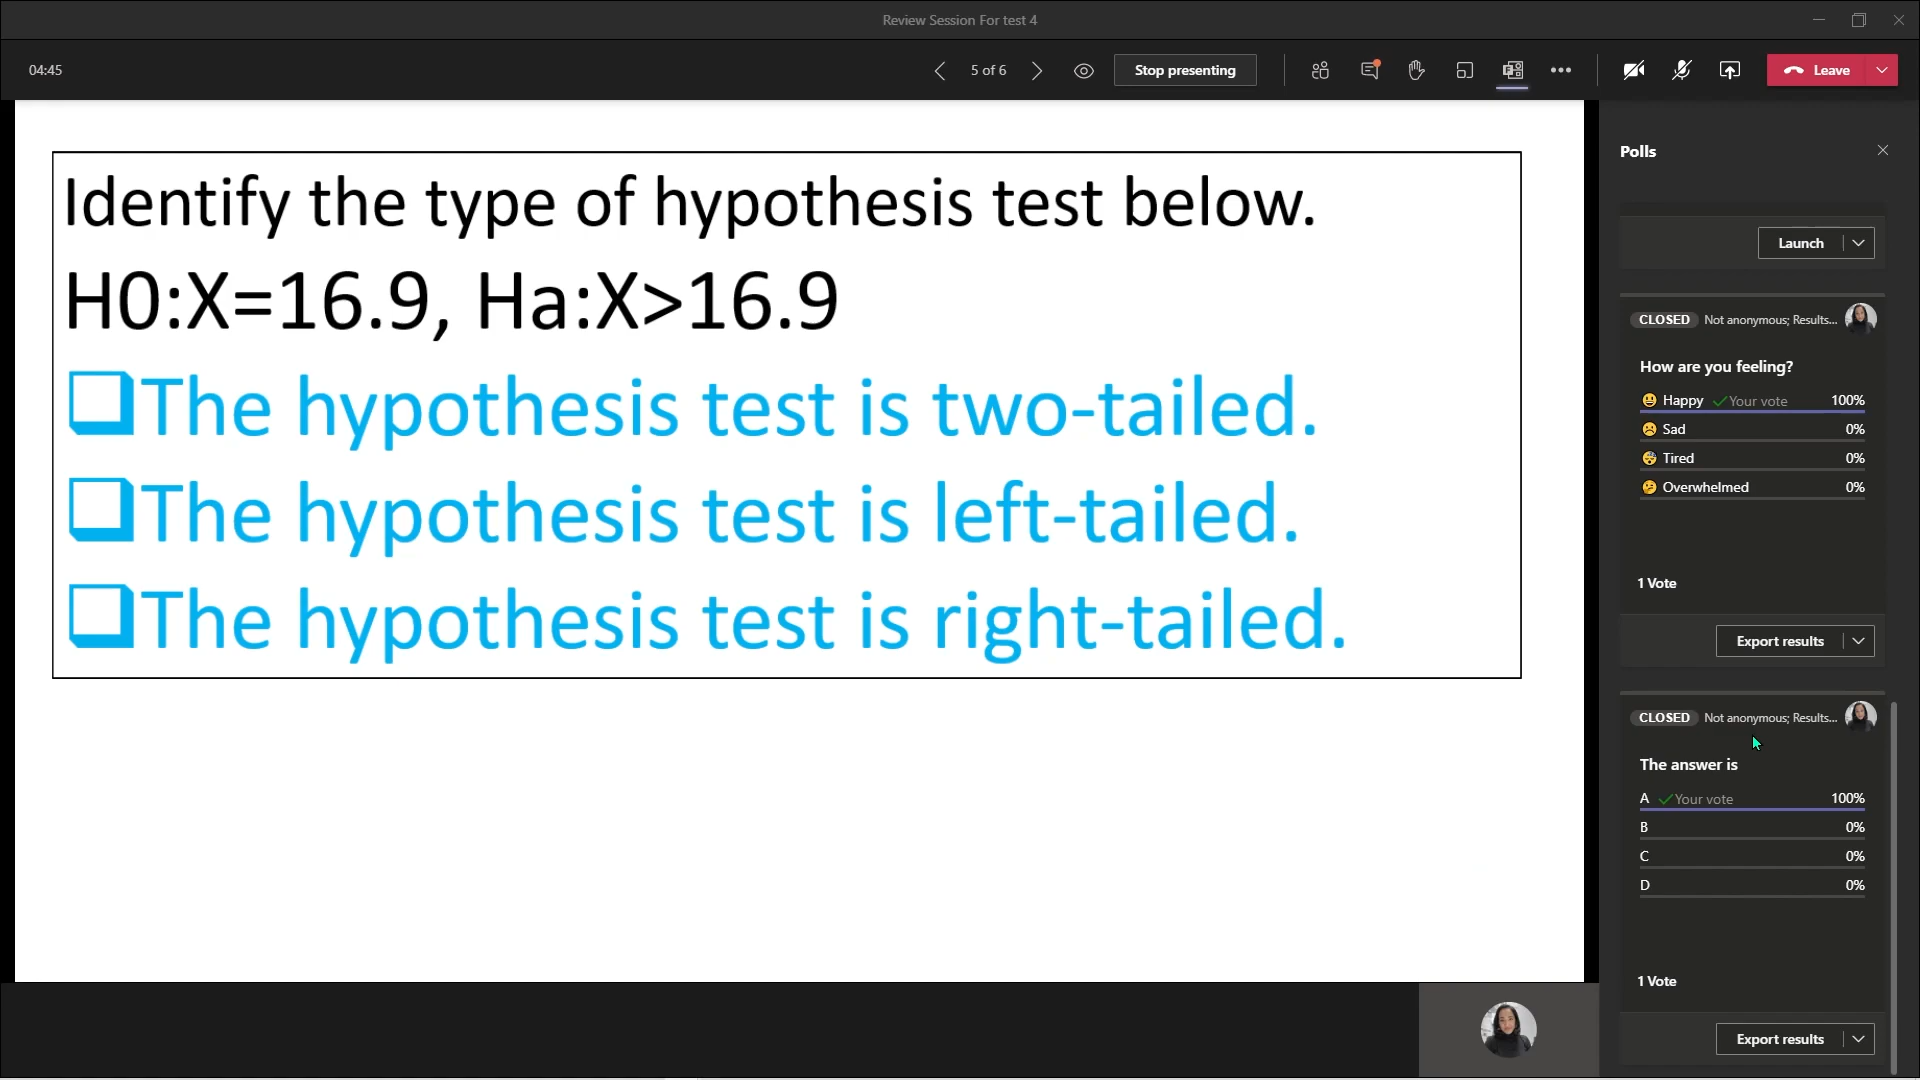 Review Session For test 4
04:45
5 of 6
Stop presenting
Leave
Identify the type of hypothesis test below.
H0:X=16.9, Ha:X>16.9
The hypothesis test is two-tailed.
The hypothesis test is left-tailed.
The hypothesis test is right-tailed.
Polls
Launch
CLOSED Not anonymous; Results...
How are you feeling?
Happy Your vote 100%
Sad 0%
Tired 0%
Overwhelmed 0%
1 Vote
Export results
CLOSED Not anonymous; Results...
The answer is
A Your vote 100%
B 0%
C 0%
D 0%
1 Vote
Export results